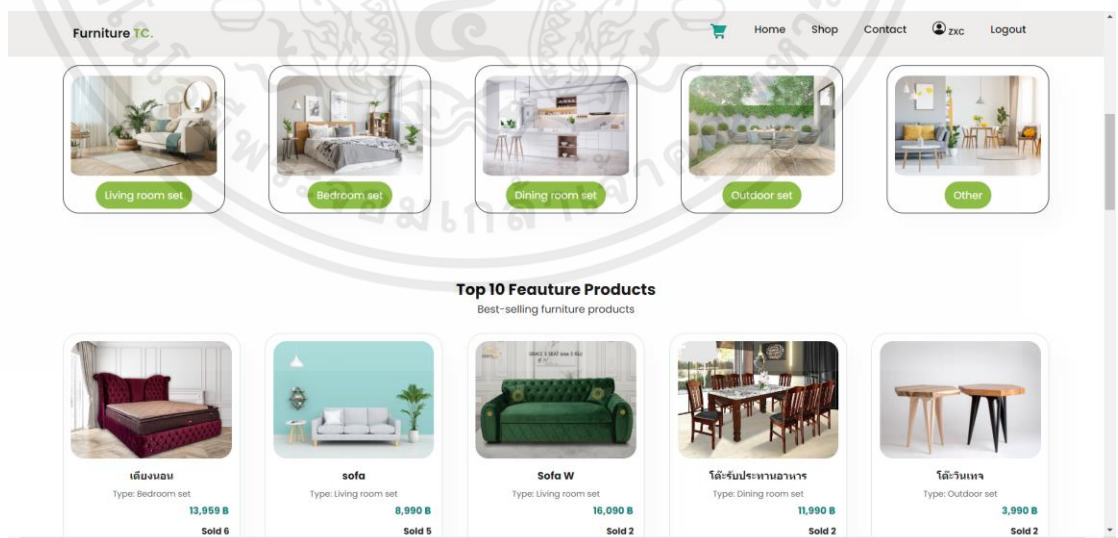 Furniture TC.
Home Shop Contact zxc Logout
Living room set Bedroom set Dining room set Outdoor set Other
Top 10 Feauture Products
Best-selling furniture products
เตียงนอน sofa Sofa W โต๊ะรับประทานอาหาร โต๊ะวินเทจ
Type: Bedroom set Type: Living room set Type: Living room set Type: Dining room set Type: Outdoor set
13,959 B 8,990 B 16,090 B 11,990 B 3,990 B
Sold 6 Sold 5 Sold 2 Sold 2 Sold 2